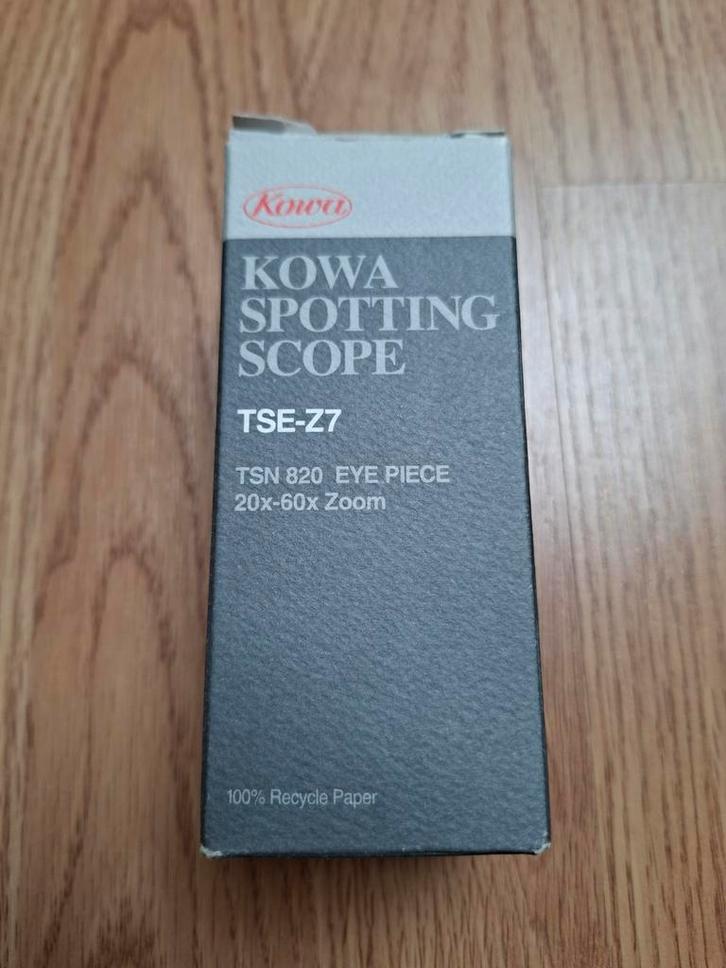 Kowa
KOWA
SPOTTING
SCOPE
TSE-Z7
TSN 820 EYE PIECE
20x-60x Zoom
100% Recycle Paper